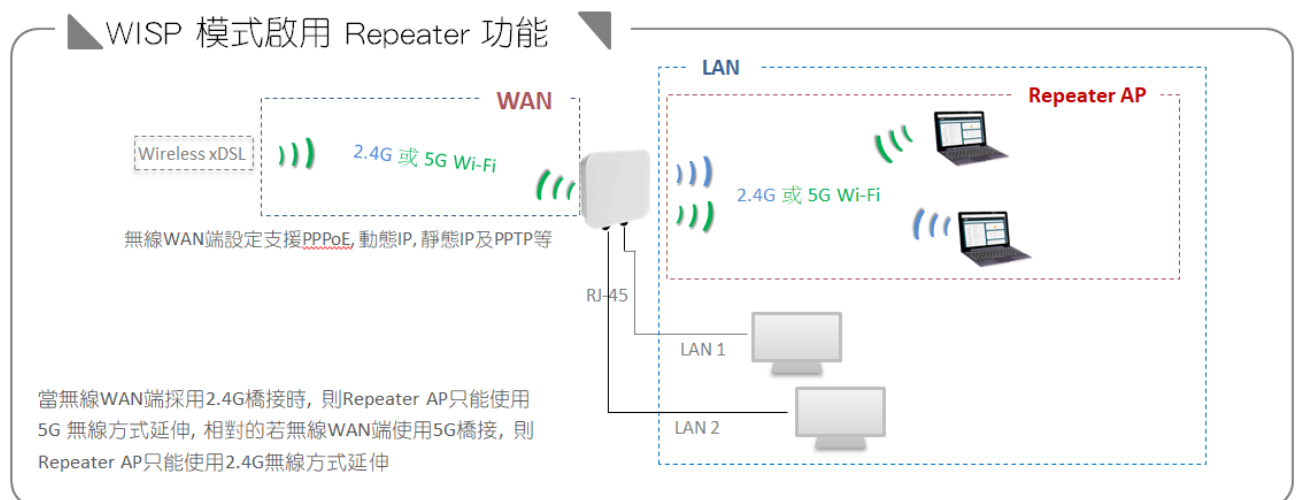 WISP 模式啟用 Repeater 功能
LAN
WAN
Repeater AP
Wireless xDSL
2.4G 或 5G Wi-Fi
2.4G 或 5G Wi-Fi
無線WAN端設定支援PPPoE, 動態IP, 靜態IP及PPTP等
RJ-45
LAN 1
LAN 2
當無線WAN端採用2.4G橋接時, 則Repeater AP只能使用
5G 無線方式延伸, 相對的若無線WAN端使用5G橋接, 則
Repeater AP只能使用2.4G無線方式延伸